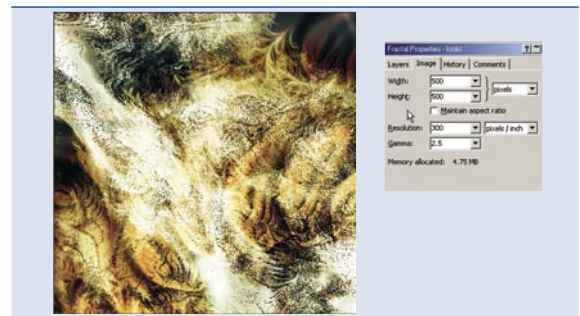 Fractal Properties - kooki
Layers Image History Comments
Width: 500
pixels
Height: 500
Maintain aspect ratio
Resolution: 300 pixels / inch
Gamma: 2.5
Memory allocated: 4.75 MB